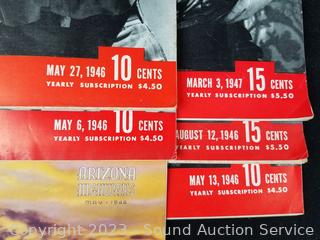 MAY 27, 1946 10 CENTS
YEARLY SUBSCRIPTION $4.50
MARCH 3, 1947 15 CENTS
YEARLY SUBSCRIPTION $5.50
MAY 6, 1946 10 CENTS
YEARLY SUBSCRIPTION $4.50
AUGUST 12, 1946 15 CENTS
YEARLY SUBSCRIPTION $5.50
MAY 13, 1946 10 CENTS
YEARLY SUBSCRIPTION $4.50
ARIZONA
HIGHWAYS
MAY · 1946
Copyright 2023 - Sound Auction Service